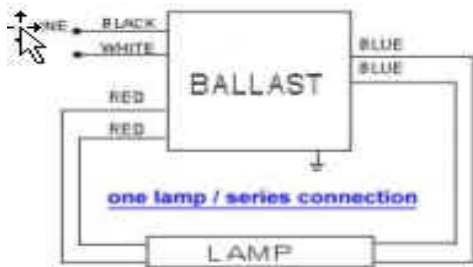 BLACK
WHITE
BLUE
BLUE
BALLAST
RED
RED
one lamp / series connection
LAMP